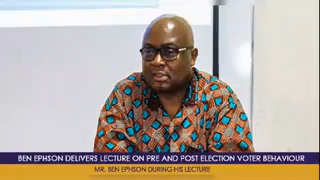 BEN EPHSON DELIVERS LECTURE ON PRE AND POST ELECTION VOTER BEHAVIOUR
MR. BEN EPHSON DURING HIS LECTURE